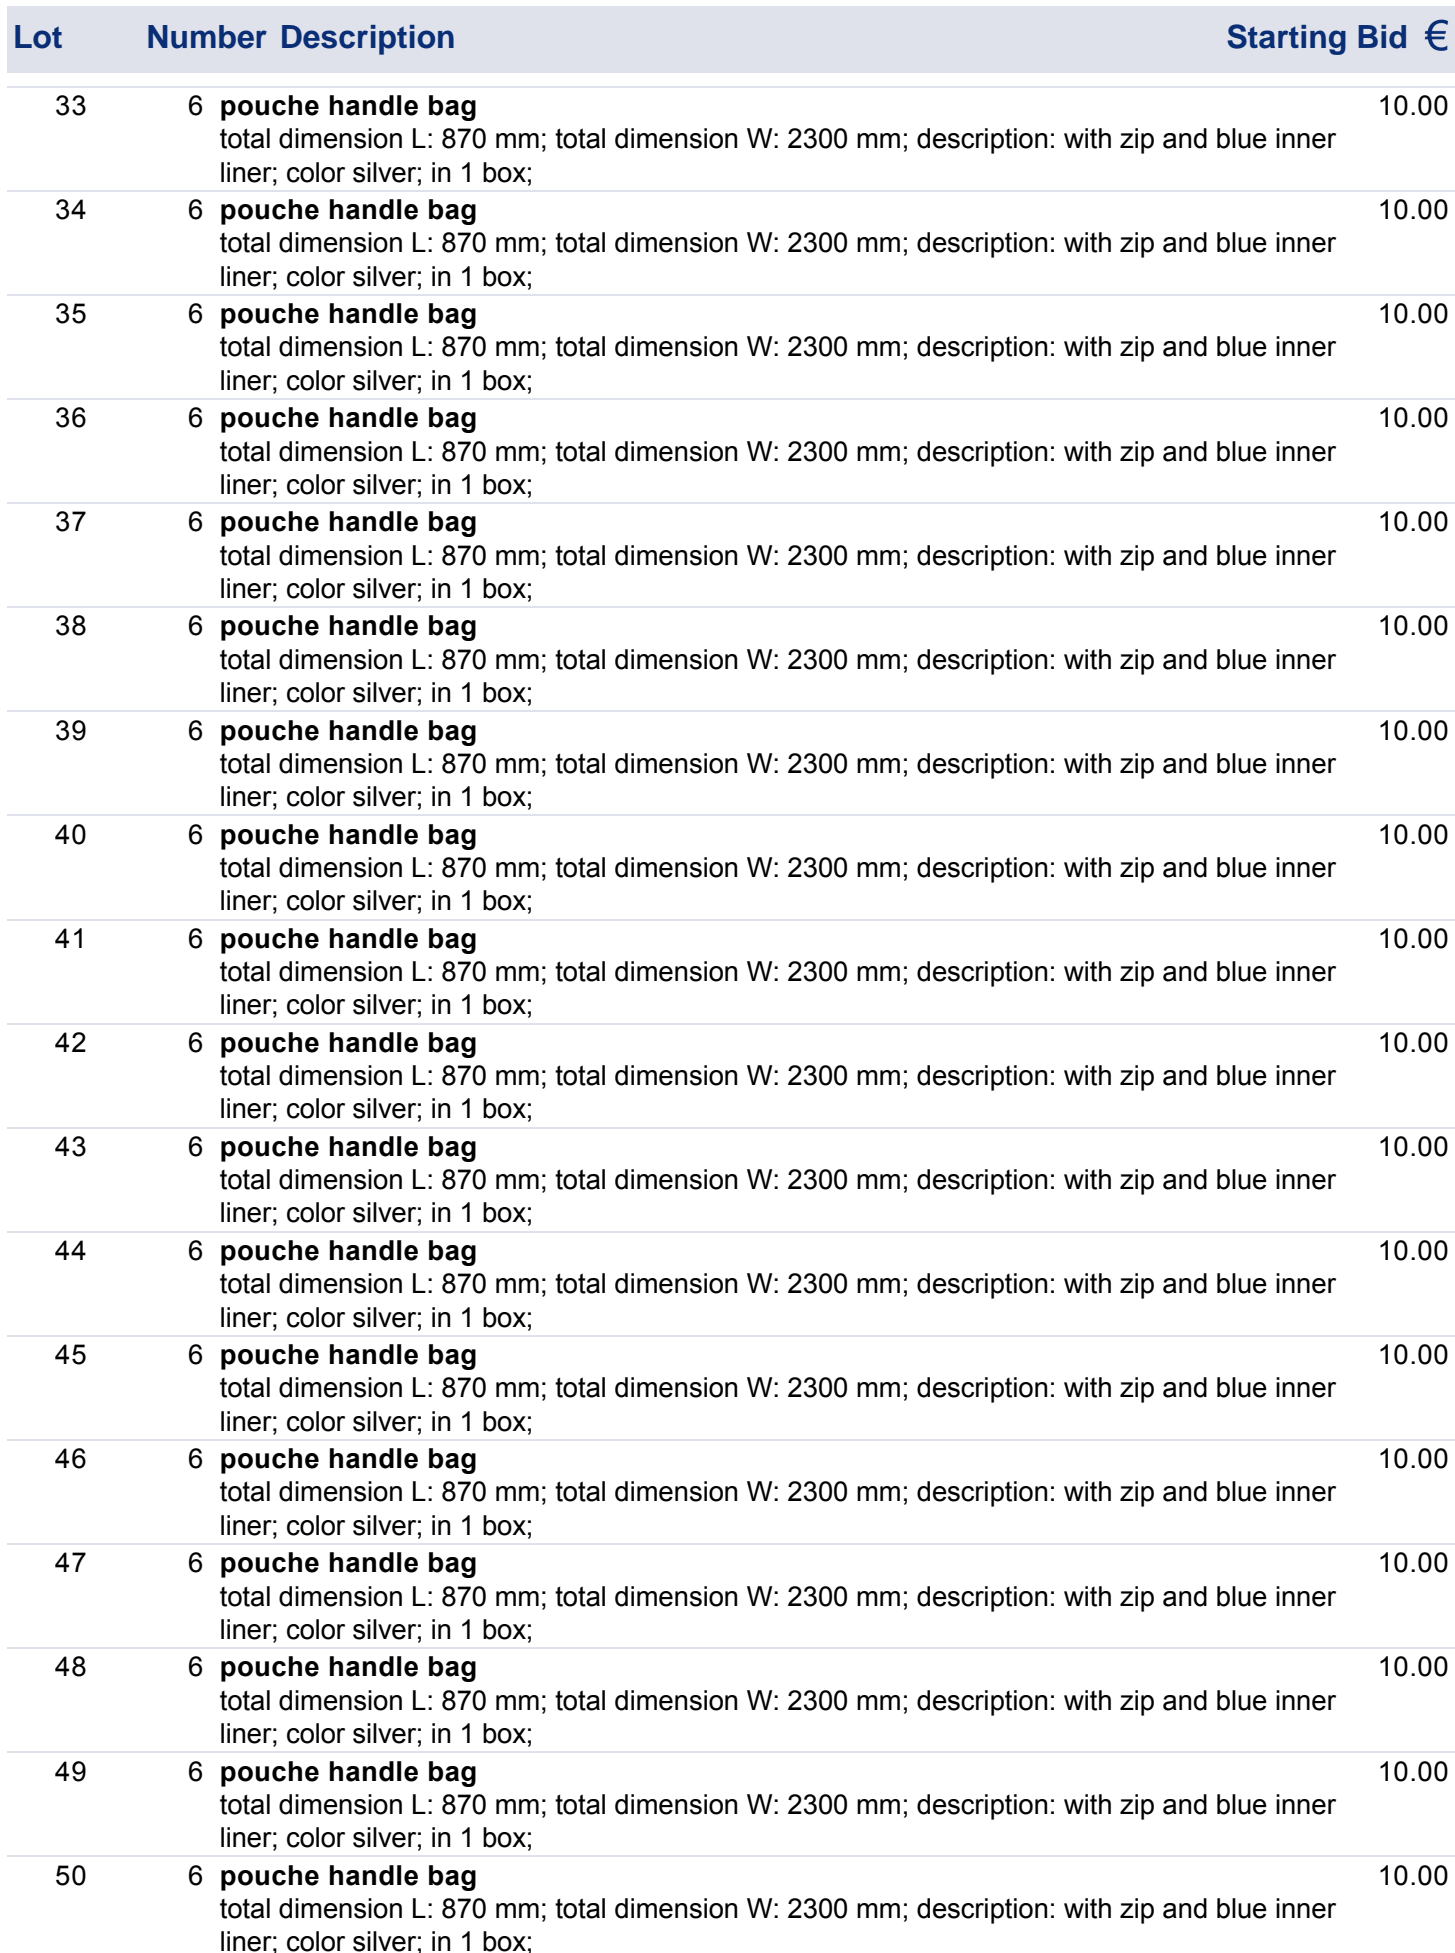 Lot Number Description Starting Bid €
33 6 pouche handle bag 10.00
total dimension L: 870 mm; total dimension W: 2300 mm; description: with zip and blue inner
liner; color silver; in 1 box;
34 6 pouche handle bag 10.00
total dimension L: 870 mm; total dimension W: 2300 mm; description: with zip and blue inner
liner; color silver; in 1 box;
35 6 pouche handle bag 10.00
total dimension L: 870 mm; total dimension W: 2300 mm; description: with zip and blue inner
liner; color silver; in 1 box;
36 6 pouche handle bag 10.00
total dimension L: 870 mm; total dimension W: 2300 mm; description: with zip and blue inner
liner; color silver; in 1 box;
37 6 pouche handle bag 10.00
total dimension L: 870 mm; total dimension W: 2300 mm; description: with zip and blue inner
liner; color silver; in 1 box;
38 6 pouche handle bag 10.00
total dimension L: 870 mm; total dimension W: 2300 mm; description: with zip and blue inner
liner; color silver; in 1 box;
39 6 pouche handle bag 10.00
total dimension L: 870 mm; total dimension W: 2300 mm; description: with zip and blue inner
liner; color silver; in 1 box;
40 6 pouche handle bag 10.00
total dimension L: 870 mm; total dimension W: 2300 mm; description: with zip and blue inner
liner; color silver; in 1 box;
41 6 pouche handle bag 10.00
total dimension L: 870 mm; total dimension W: 2300 mm; description: with zip and blue inner
liner; color silver; in 1 box;
42 6 pouche handle bag 10.00
total dimension L: 870 mm; total dimension W: 2300 mm; description: with zip and blue inner
liner; color silver; in 1 box;
43 6 pouche handle bag 10.00
total dimension L: 870 mm; total dimension W: 2300 mm; description: with zip and blue inner
liner; color silver; in 1 box;
44 6 pouche handle bag 10.00
total dimension L: 870 mm; total dimension W: 2300 mm; description: with zip and blue inner
liner; color silver; in 1 box;
45 6 pouche handle bag 10.00
total dimension L: 870 mm; total dimension W: 2300 mm; description: with zip and blue inner
liner; color silver; in 1 box;
46 6 pouche handle bag 10.00
total dimension L: 870 mm; total dimension W: 2300 mm; description: with zip and blue inner
liner; color silver; in 1 box;
47 6 pouche handle bag 10.00
total dimension L: 870 mm; total dimension W: 2300 mm; description: with zip and blue inner
liner; color silver; in 1 box;
48 6 pouche handle bag 10.00
total dimension L: 870 mm; total dimension W: 2300 mm; description: with zip and blue inner
liner; color silver; in 1 box;
49 6 pouche handle bag 10.00
total dimension L: 870 mm; total dimension W: 2300 mm; description: with zip and blue inner
liner; color silver; in 1 box;
50 6 pouche handle bag 10.00
total dimension L: 870 mm; total dimension W: 2300 mm; description: with zip and blue inner
liner; color silver; in 1 box;